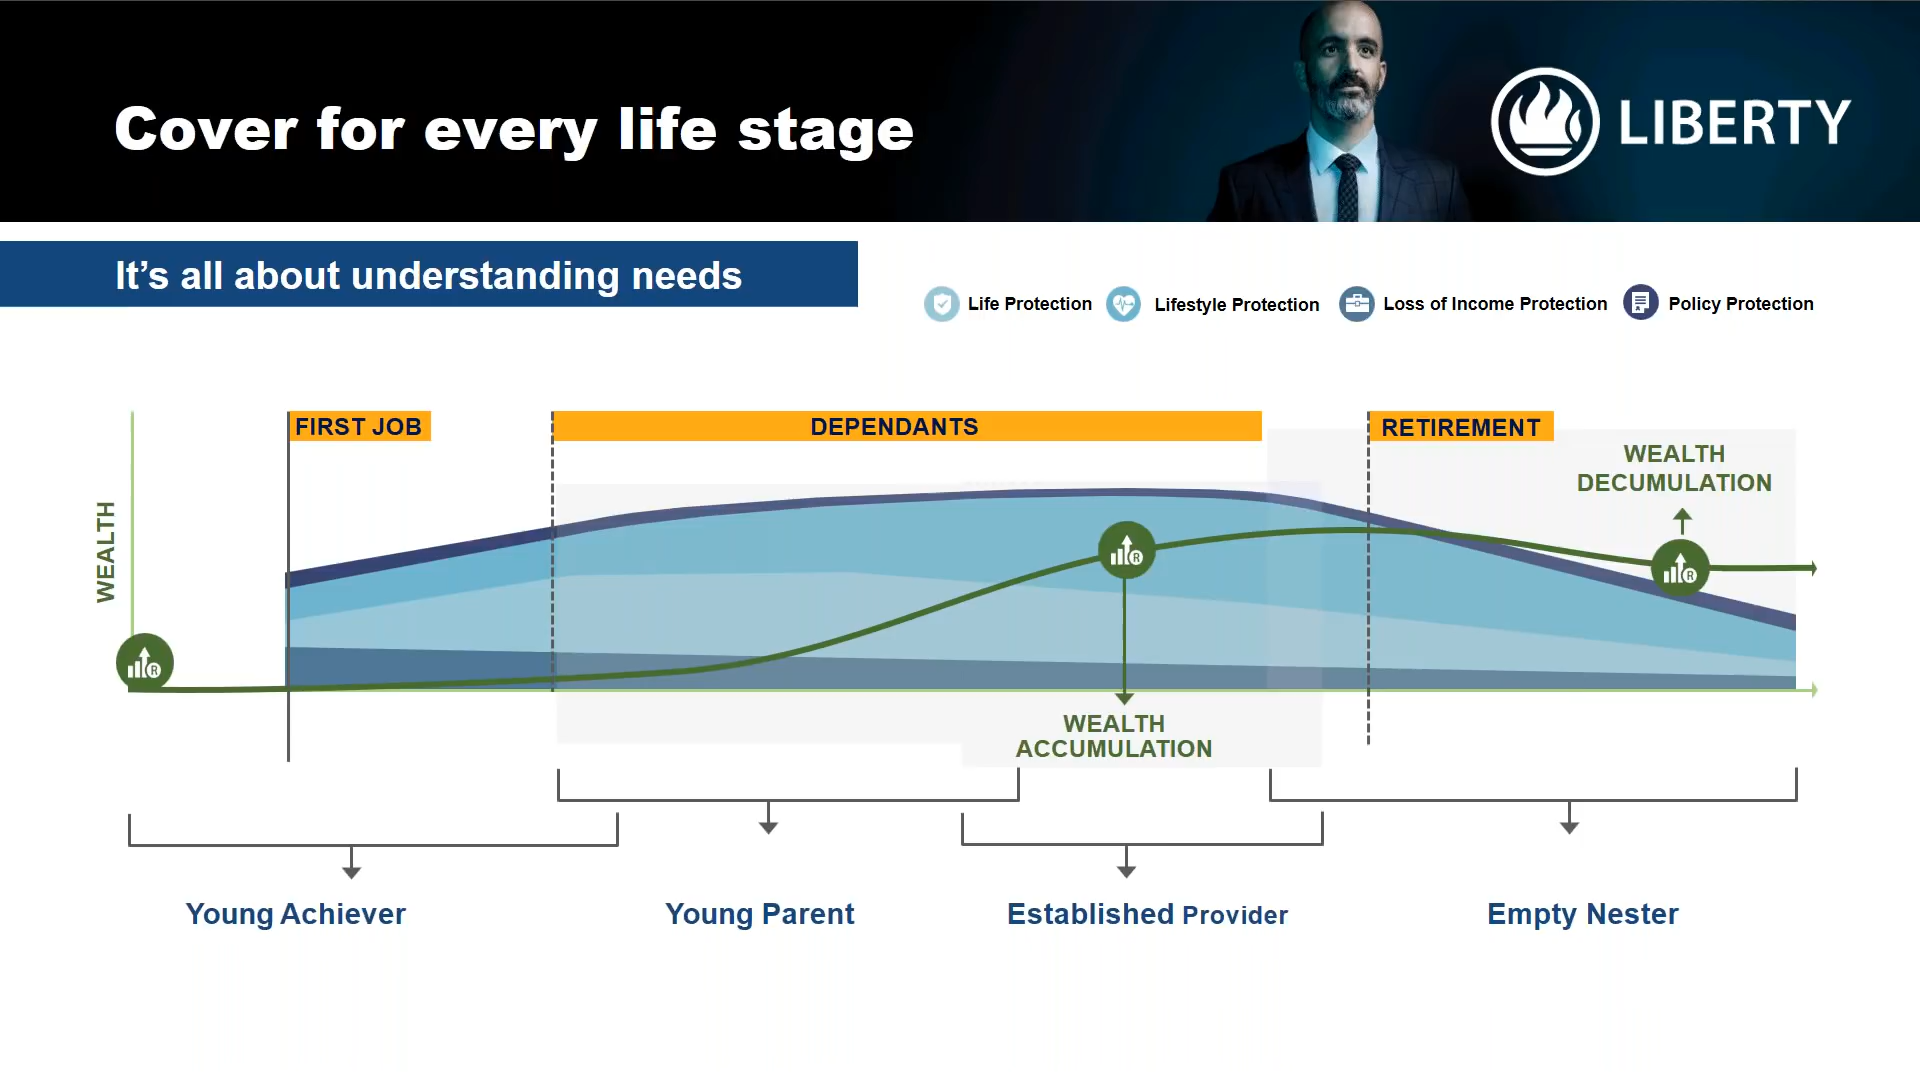 Cover for every life stage
LIBERTY
It's all about understanding needs
Life Protection
Lifestyle Protection
Loss of Income Protection
Policy Protection
FIRST JOB
DEPENDANTS
RETIREMENT
WEALTH
DECUMULATION
WEALTH
R
R
R
WEALTH
ACCUMULATION
Young Achiever
Young Parent
Established Provider
Empty Nester